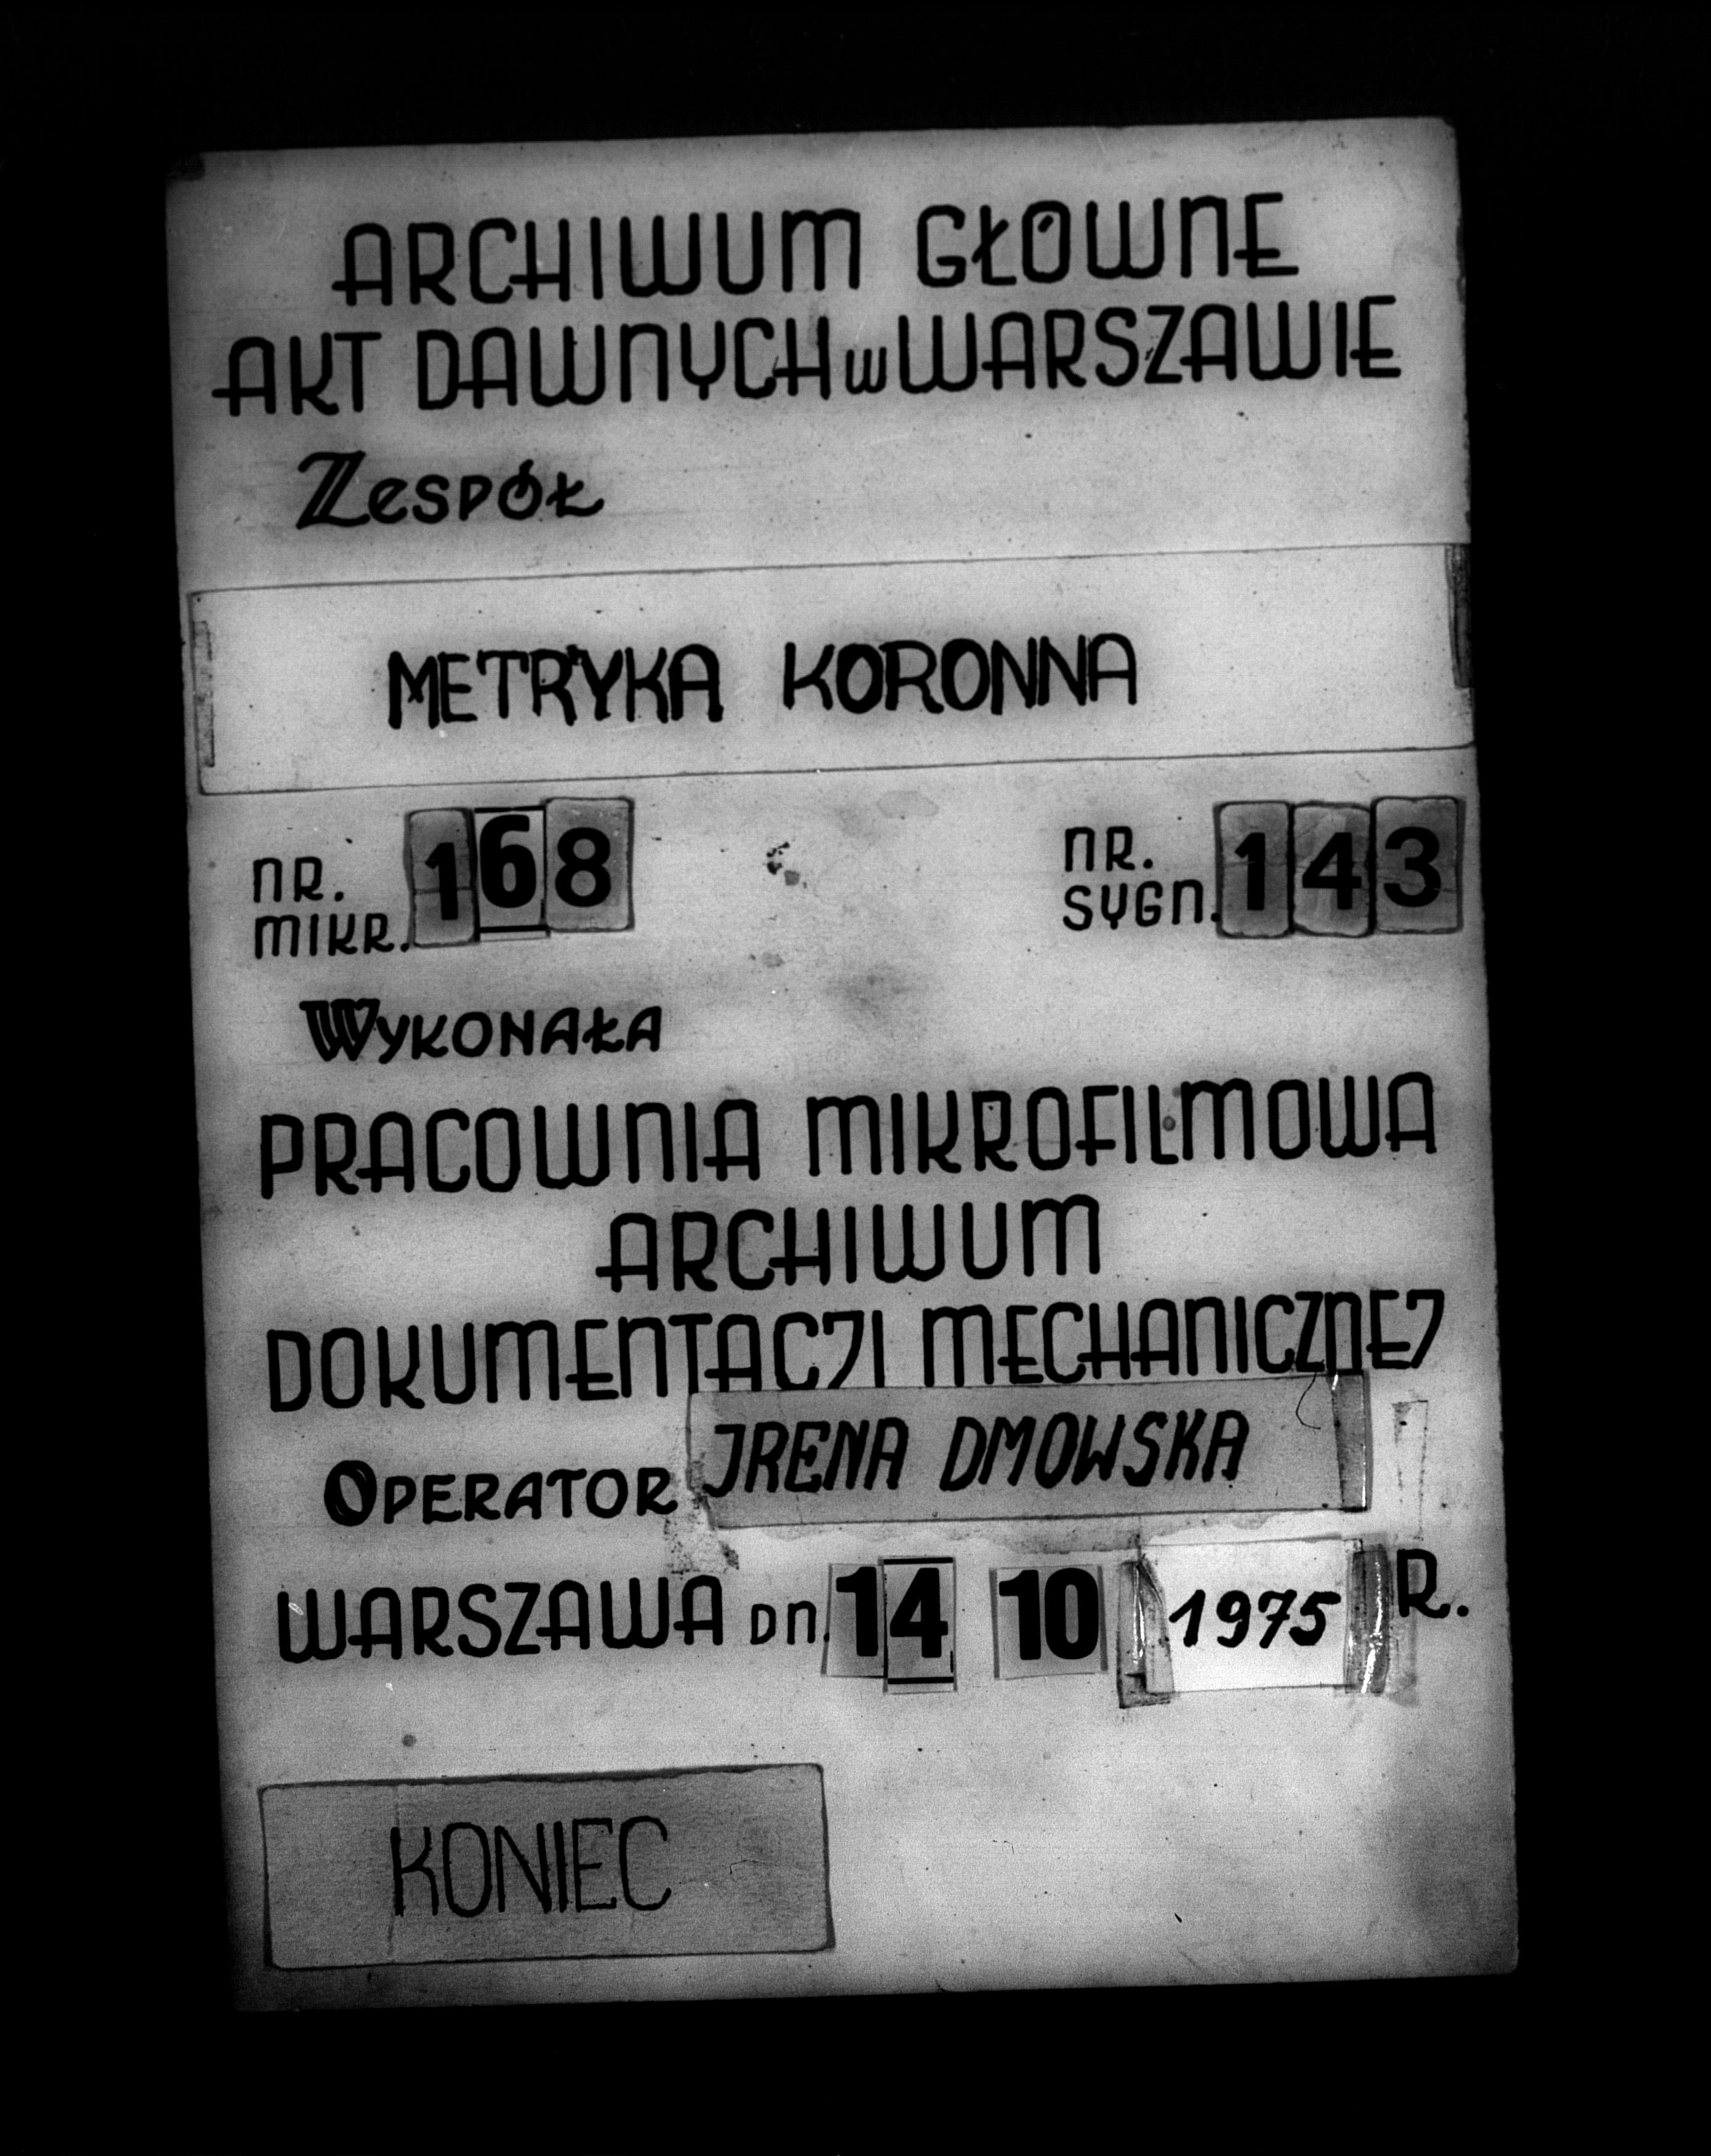 ARCHIWUM GŁÓWNE
AKT DAWNYCH w WARSZAWIE
Zespół
METRYKA KORONNA
NR. MIKR. 168
NR. SYGN. 143
WYKONAŁA
PRACOWNIA MIKROFILMOWA
ARCHIWUM
DOKUMENTACJI MECHANICZNEJ
OPERATOR IRENA DMOWSKA
WARSZAWA DN. 14 10 1975 R.
KONIEC